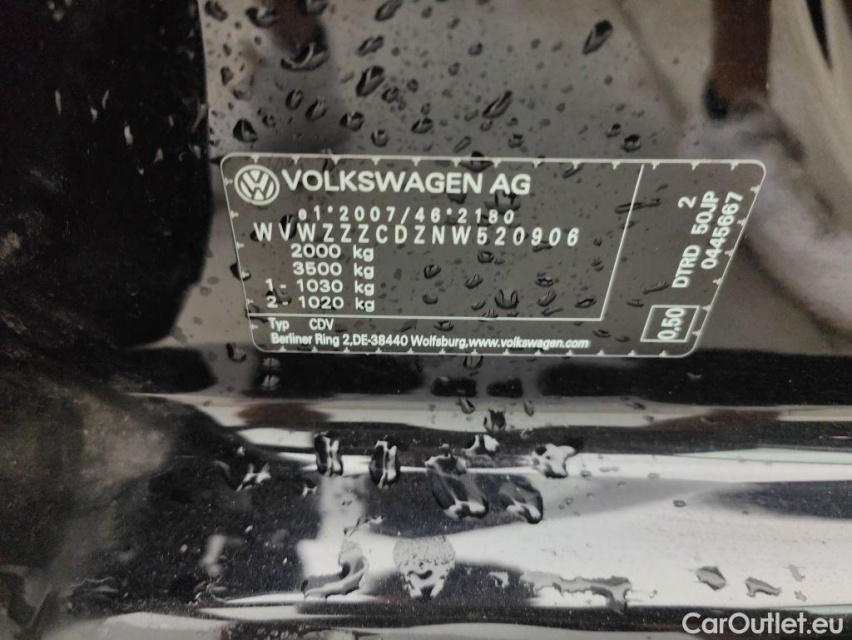 VOLKSWAGEN AG
e1*2007/46*2180
WVWZZZCDZNW520906
2000 kg
3500 kg
1- 1030 kg
2- 1020 kg
Typ CDV
Berliner Ring 2,DE-38440 Wolfsburg,www.volkswagen.com
2
DTRD 50JP
0445667
0,50
CarOutlet.eu